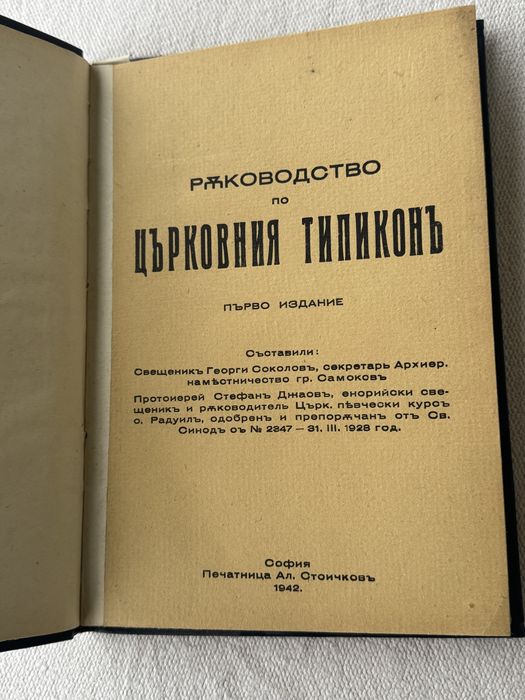 РѪКОВОДСТВО
ПО
ЦЪРКОВНИЯ ТИПИКОНЪ
ПЪРВО ИЗДАНИЕ
Съставили:
Свещеникъ Георги Соколовъ, секретарь Архиер.
намѣстничество гр. Самоковъ
Протоиерей Стефанъ Джаовъ, енорийски све-
щеникъ и рѫководитель Църк. пѣвчески курсъ
с. Радуилъ, одобренъ и препорѫчанъ отъ Св.
Синодъ съ № 2347 — 31. III. 1928 год.
София
Печатница Ал. Стоичковъ
1942.